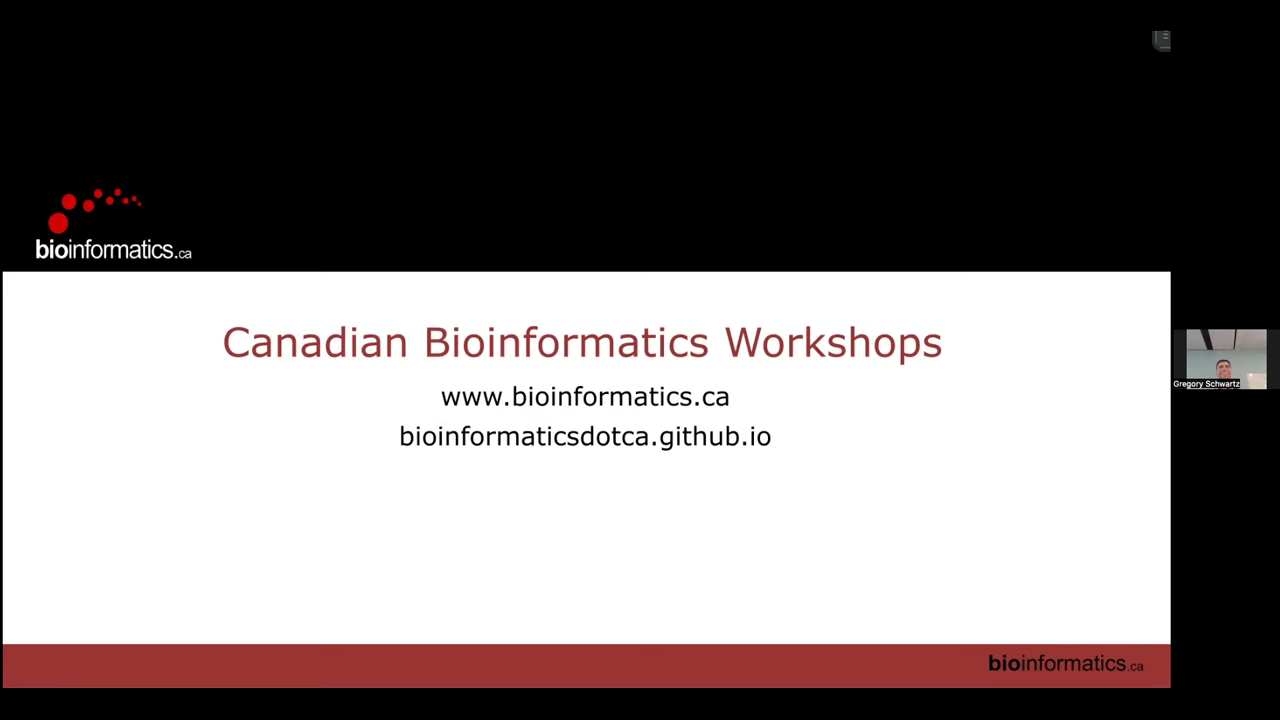 bioinformatics.ca
Canadian Bioinformatics Workshops
www.bioinformatics.ca
bioinformaticsdotca.github.io
Gregory Schwartz
bioinformatics.ca